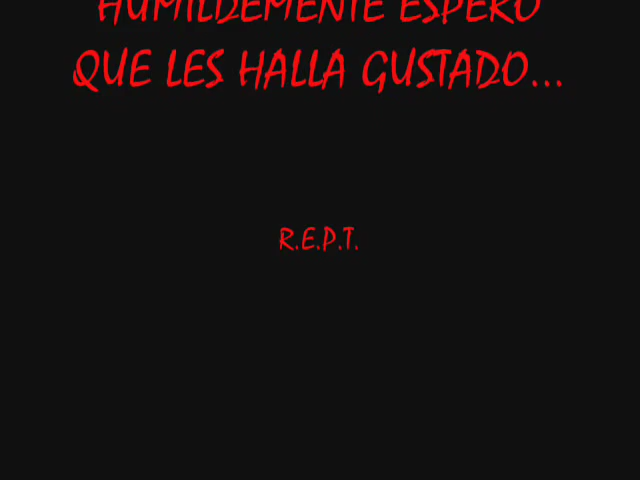 HUMILDEMENTE ESPERO
QUE LES HALLA GUSTADO...
R.E.P.T.